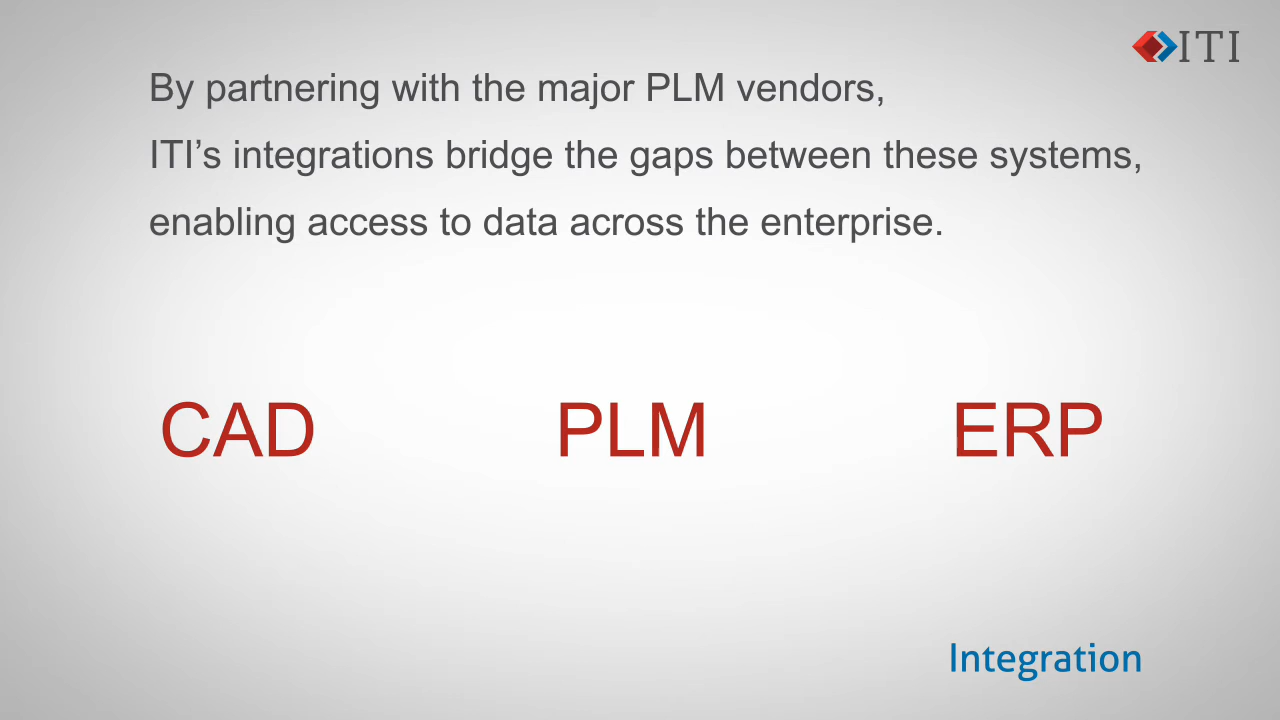 ITI
By partnering with the major PLM vendors,
ITI’s integrations bridge the gaps between these systems,
enabling access to data across the enterprise.
CAD PLM ERP
Integration